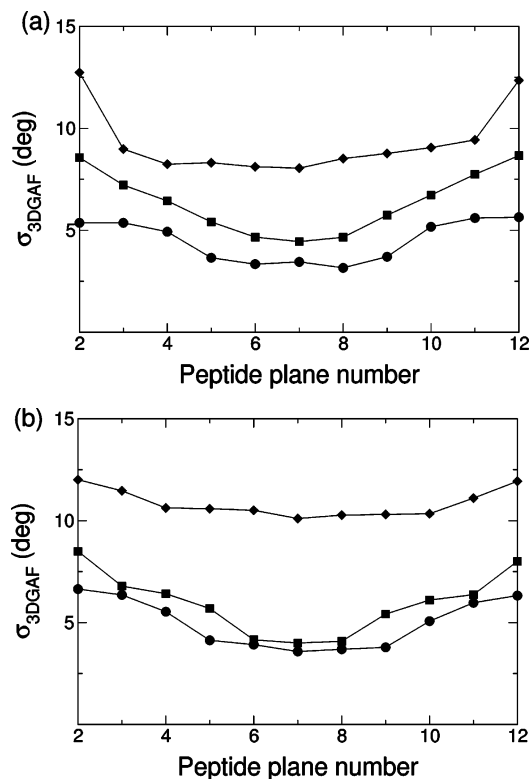 (a)
15
10
5
σ3DGAF (deg)
2 4 6 8 10 12
Peptide plane number
(b)
15
10
5
σ3DGAF (deg)
2 4 6 8 10 12
Peptide plane number